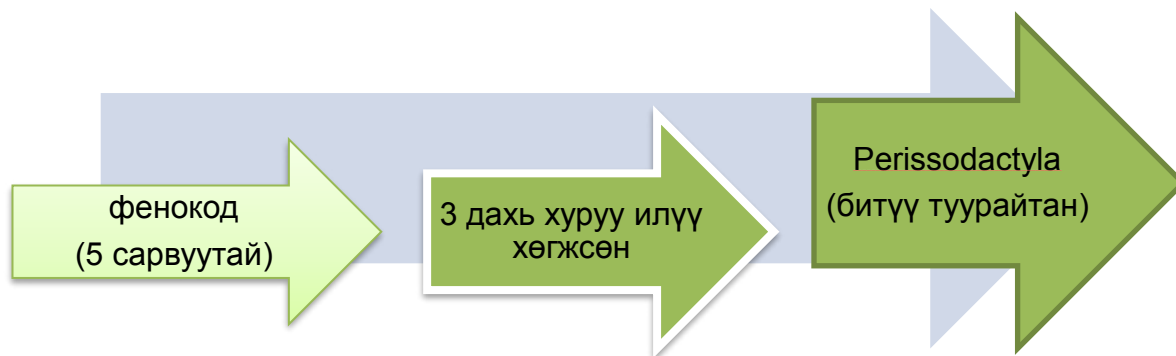 фенокод
(5 сарвуутай)
3 дахь хуруу илүү
хөгжсөн
Perissodactyla
(битүү туурайтан)